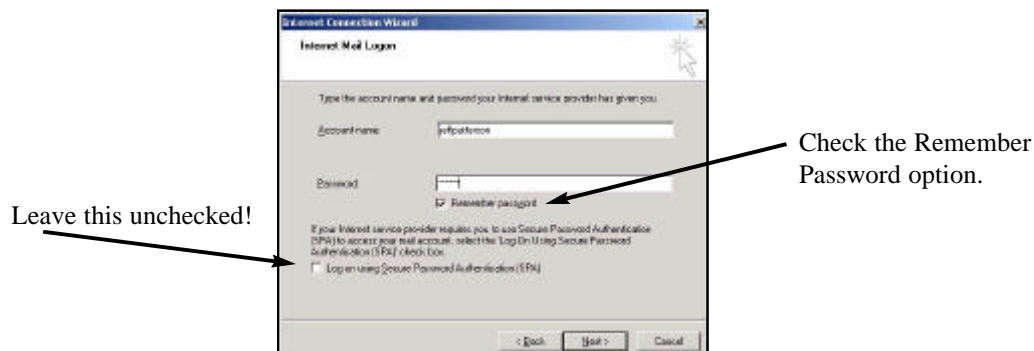 Internet Connection Wizard
Internet Mail Logon
Type the account name and password your Internet service provider has given you.
Account name:
jeffpatterson
Check the Remember
Password option.
Password:
Remember password
Leave this unchecked!
If your Internet service provider requires you to use Secure Password Authentication
(SPA) to access your mail account, select the 'Log On Using Secure Password
Authentication (SPA)' check box.
Log on using Secure Password Authentication (SPA)
< Back
Next >
Cancel